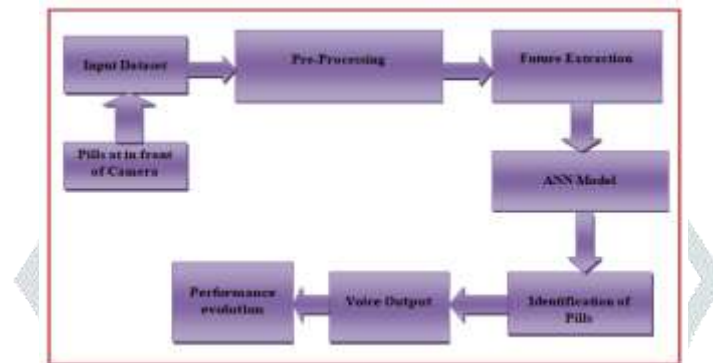 Input Dataset
Pre-Processing
Future Extraction
Pills at in front
of Camera
ANN Model
Performance
evolution
Voice Output
Identification of
Pills